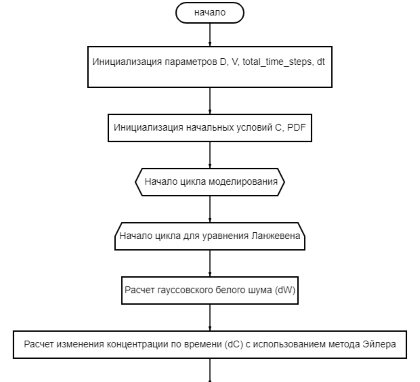 начало
Инициализация параметров D, V, total_time_steps, dt
Инициализация начальных условий C, PDF
Начало цикла моделирования
Начало цикла для уравнения Ланжевена
Расчет гауссовского белого шума (dW)
Расчет изменения концентрации по времени (dC) с использованием метода Эйлера